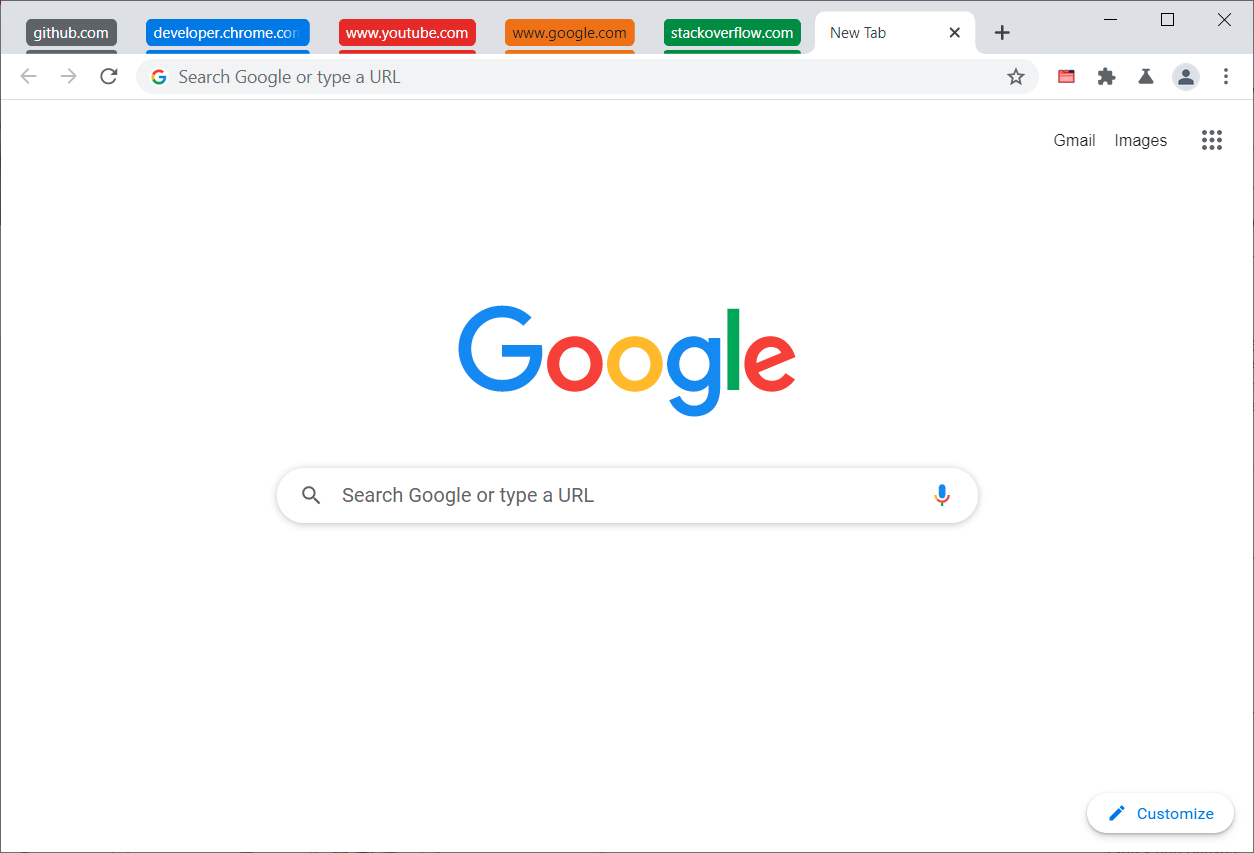 github.com
developer.chrome.con
www.youtube.com
www.google.com
stackoverflow.com
New Tab
Search Google or type a URL
Gmail
Images
Google
Search Google or type a URL
Customize